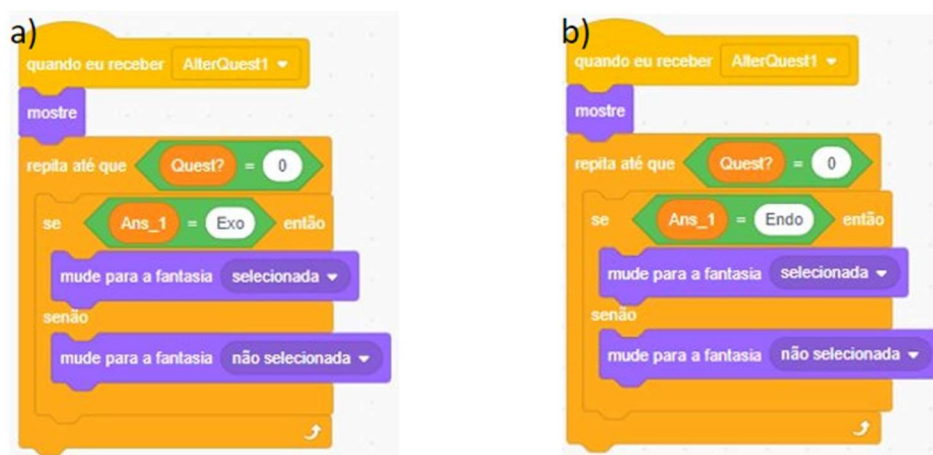 a)
quando eu receber AlterQuest1
mostre
repita até que Quest? = 0
se Ans_1 = Exo então
mude para a fantasia selecionada
senão
mude para a fantasia não selecionada
b)
quando eu receber AlterQuest1
mostre
repita até que Quest? = 0
se Ans_1 = Endo então
mude para a fantasia selecionada
senão
mude para a fantasia não selecionada